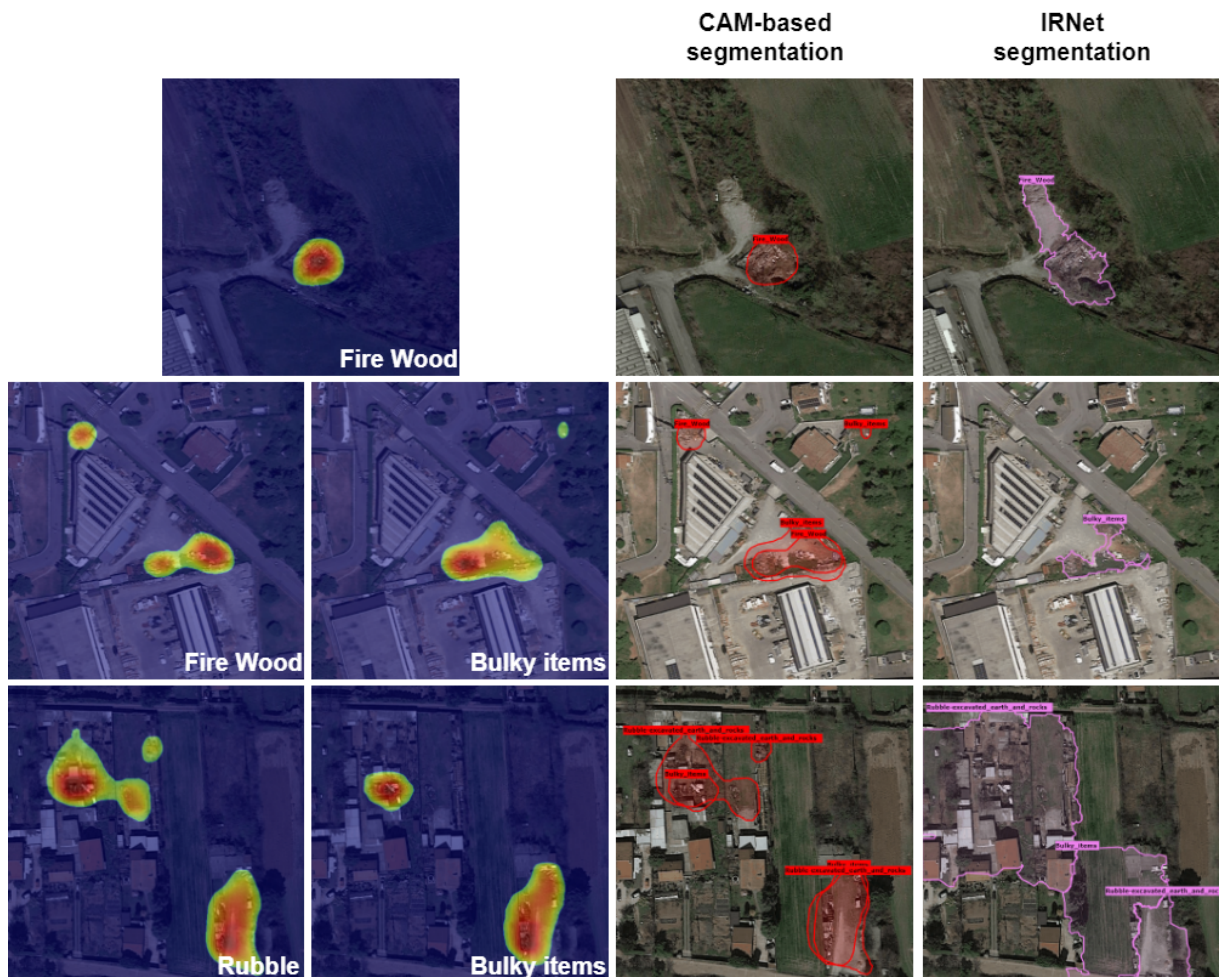 CAM-based
segmentation
IRNet
segmentation
Fire Wood
Fire_Wood
Fire_Wood
Fire Wood
Bulky items
Fire_Wood
Bulky_items
Bulky_items
Fire_Wood
Bulky_items
Rubble
Bulky items
Rubble-excavated_earth_and_rocks
Rubble-excavated_earth_and_rocks
Bulky_items
Bulky_items
Rubble-excavated_earth_and_rocks
Rubble-excavated_earth_and_rocks
Bulky_items
Rubble-excavated_earth_and_roc